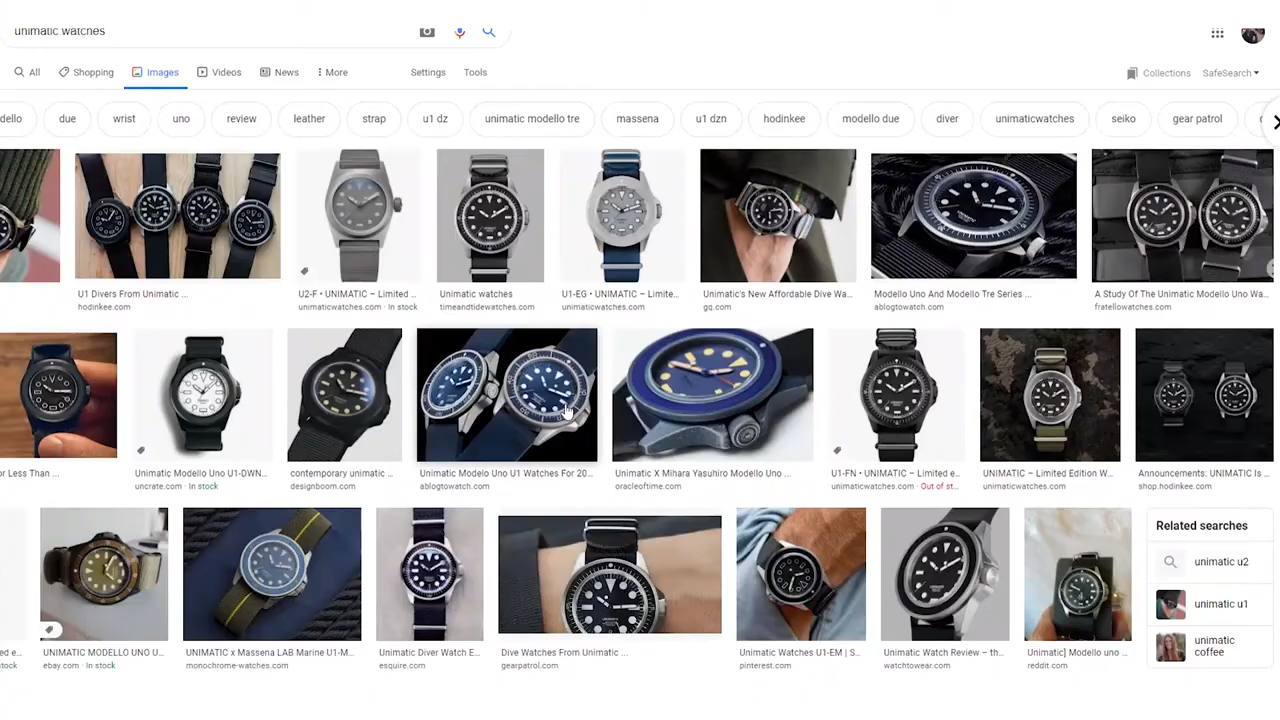 unimatic watches
All
Shopping
Images
Videos
News
More
Settings
Tools
Collections
SafeSearch
dello
due
wrist
uno
review
leather
strap
u1 dz
unimatic modello tre
massena
u1 dzn
hodinkee
modello due
diver
unimaticwatches
seiko
gear patrol
U1 Divers From Unimatic ...
hodinkee.com
U2-F • UNIMATIC – Limited ...
unimaticwatches.com · In stock
Unimatic watches
timeandtidewatches.com
U1-EG • UNIMATIC – Limite...
unimaticwatches.com
Unimatic's New Affordable Dive Wa...
gq.com
Modello Uno And Modello Tre Series ...
ablogtowatch.com
A Study Of The Unimatic Modello Uno Wa...
fratellowatches.com
or Less Than ...
Unimatic Modello Uno U1-DWN...
uncrate.com · In stock
contemporary unimatic ...
designboom.com
Unimatic Modelo Uno U1 Watches For 20...
ablogtowatch.com
Unimatic X Mihara Yasuhiro Modello Uno ...
oracleoftime.com
U1-FN • UNIMATIC – Limited e...
unimaticwatches.com · Out of st...
UNIMATIC – Limited Edition W...
unimaticwatches.com
Announcements: UNIMATIC Is ...
shop.hodinkee.com
ed e...
stock
UNIMATIC MODELLO UNO U...
ebay.com · In stock
UNIMATIC x Massena LAB Marine U1-M...
monochrome-watches.com
Unimatic Diver Watch E...
esquire.com
Dive Watches From Unimatic ...
gearpatrol.com
Unimatic Watches U1-EM | S...
pinterest.com
Unimatic Watch Review – th...
watchtowear.com
Unimatic] Modello uno ...
reddit.com
Related searches
unimatic u2
unimatic u1
unimatic
coffee